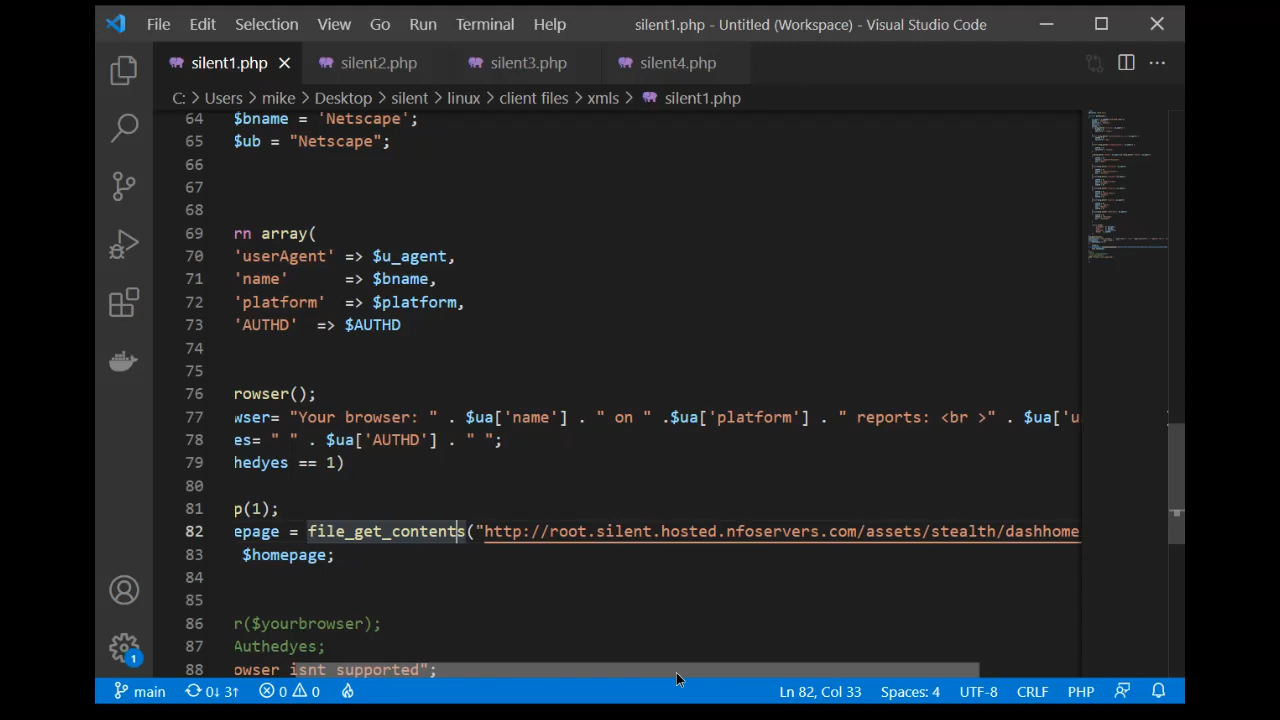 File Edit Selection View Go Run Terminal Help silent1.php - Untitled (Workspace) - Visual Studio Code
silent1.php silent2.php silent3.php silent4.php
C: > Users > mike > Desktop > silent > linux > client files > xmls > silent1.php
64 $bname = 'Netscape';
65 $ub = "Netscape";
66
67
68
69 rn array(
70 'userAgent' => $u_agent,
71 'name' => $bname,
72 'platform' => $platform,
73 'AUTHD' => $AUTHD
74
75
76 rowser();
77 wser= "Your browser: " . $ua['name'] . " on " .$ua['platform'] . " reports: <br >" . $ua['u
78 es= " " . $ua['AUTHD'] . " ";
79 hedyes == 1)
80
81 p(1);
82 epage = file_get_contents("http://root.silent.hosted.nfoservers.com/assets/stealth/dashhome
83 $homepage;
84
85
86 r($yourbrowser);
87 Authedyes;
88 owser isnt supported";
1
main 0↓ 3↑ 0 0 Ln 82, Col 33 Spaces: 4 UTF-8 CRLF PHP